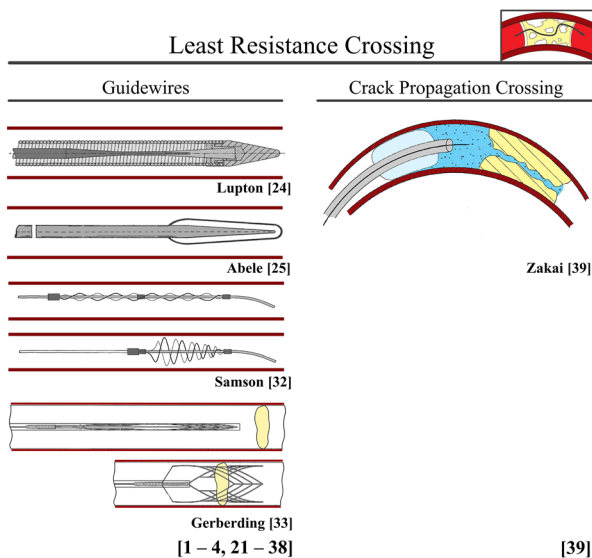 Least Resistance Crossing
Guidewires
Crack Propagation Crossing
Lupton [24]
Abele [25]
Zakai [39]
Samson [32]
Gerberding [33]
[1 – 4, 21 – 38]
[39]